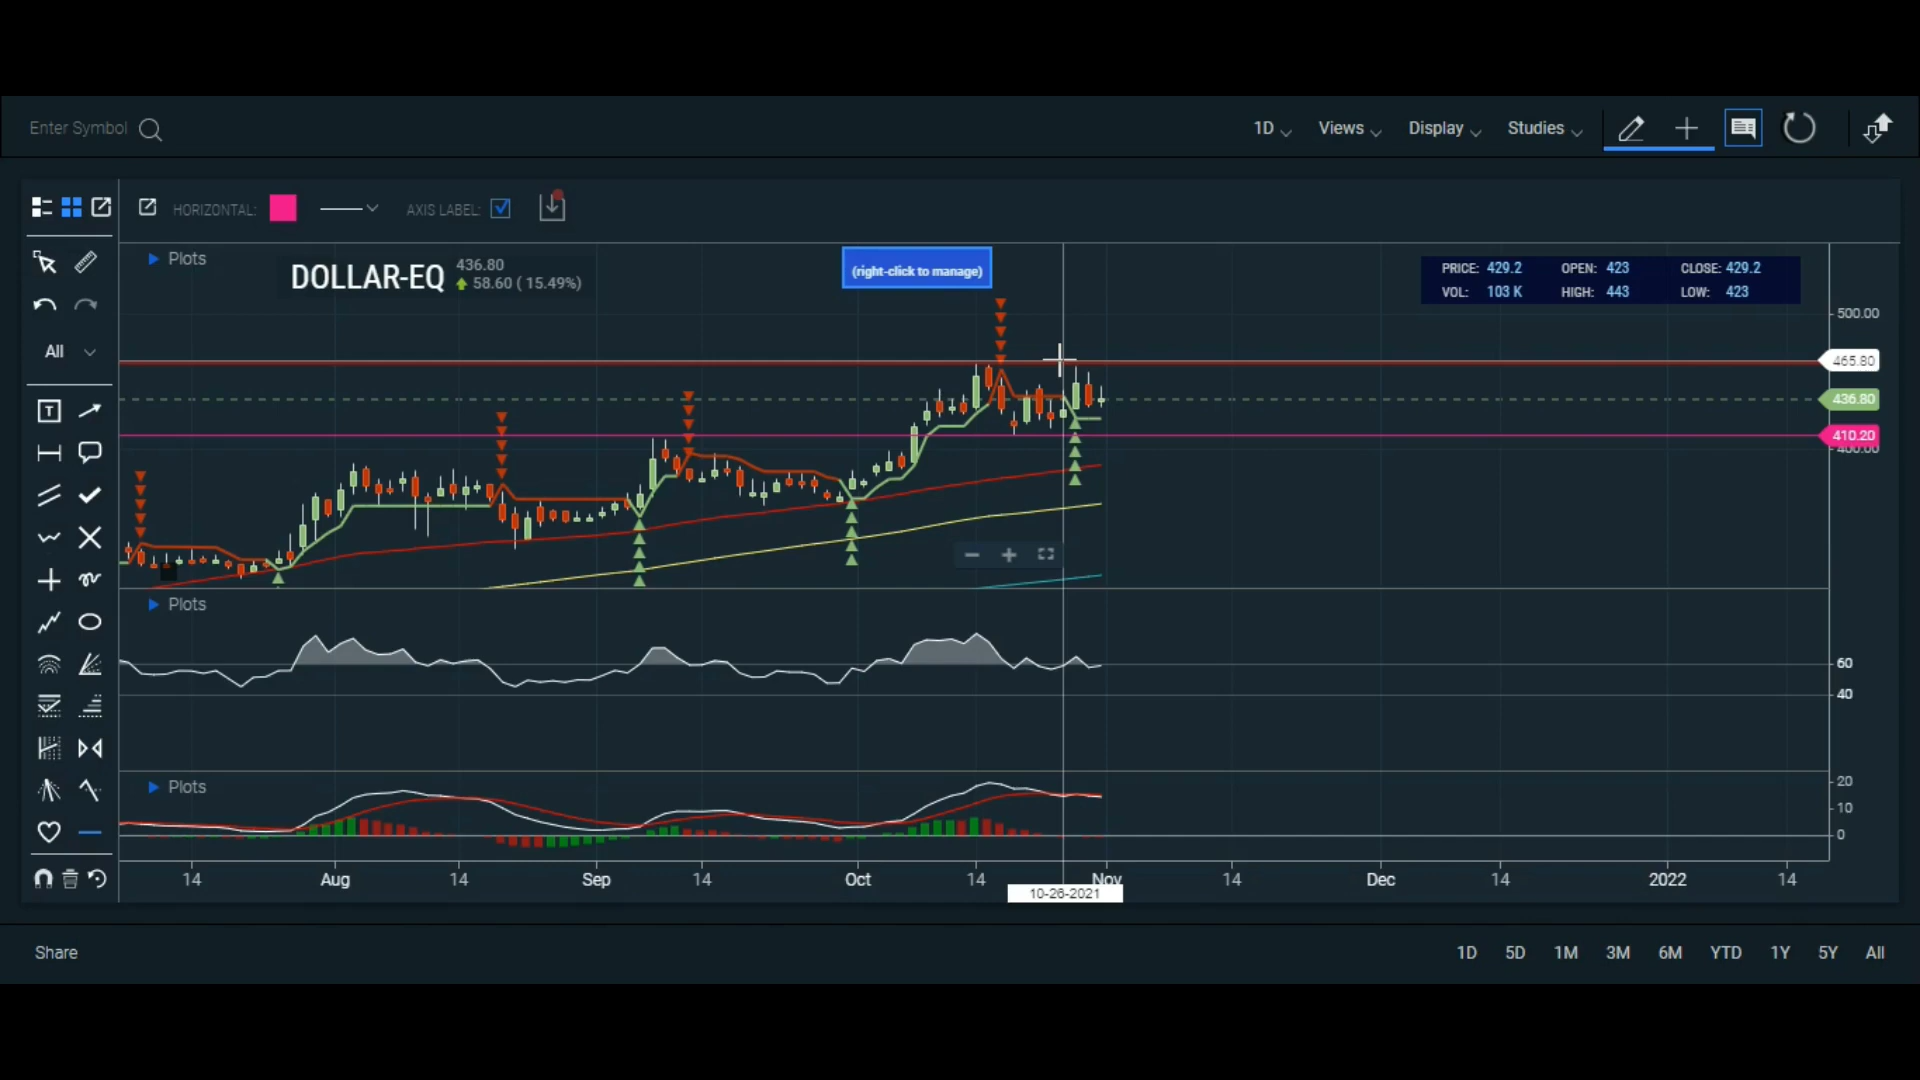 Enter Symbol
1D Views Display Studies
HORIZONTAL: AXIS LABEL:
Plots
DOLLAR-EQ 436.80
58.60 ( 15.49%)
(right-click to manage)
PRICE: 429.2 OPEN: 423 CLOSE: 429.2
VOL: 103 K HIGH: 443 LOW: 423
All
T
500.00
465.80
436.80
410.20
400.00
Plots
60
40
Plots
20
10
0
14 Aug 14 Sep 14 Oct 14 Nov 14 Dec 14 2022 14
10-26-2021
Share
1D 5D 1M 3M 6M YTD 1Y 5Y All